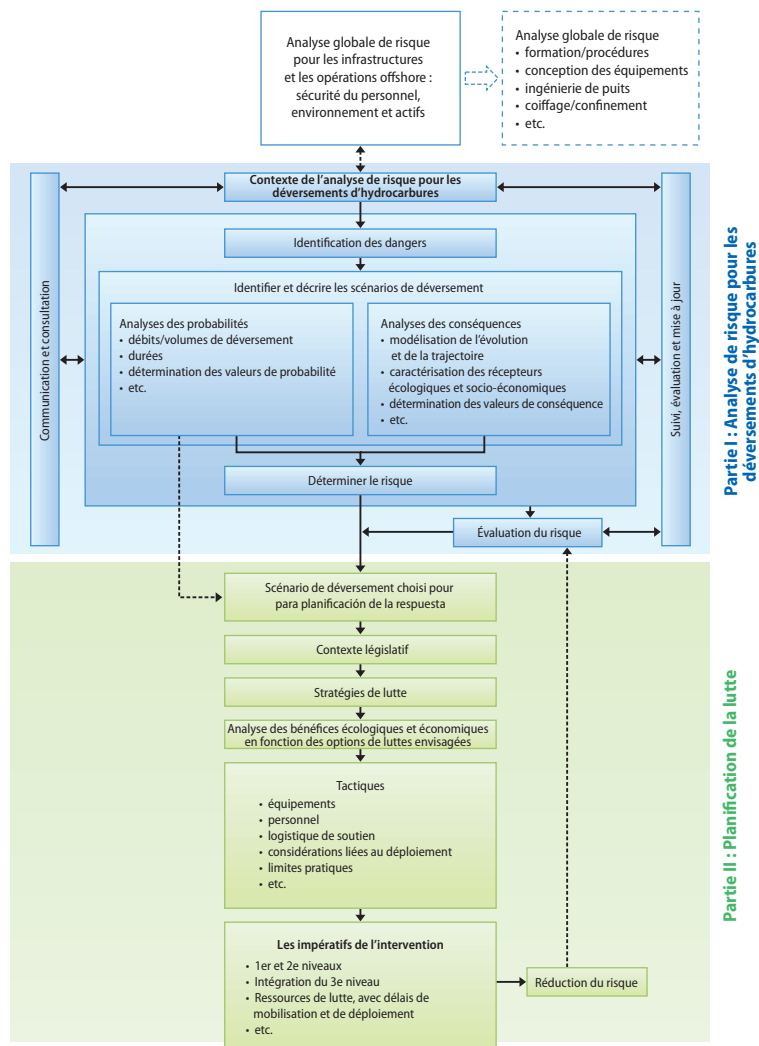 Analyse globale de risque
pour les infrastructures
et les opérations offshore :
sécurité du personnel,
environnement et actifs
Analyse globale de risque
• formation/procédures
• conception des équipements
• ingénierie de puits
• coiffage/confinement
• etc.
Contexte de l'analyse de risque pour les
déversements d'hydrocarbures
Communication et consultation
Identification des dangers
Identifier et décrire les scénarios de déversement
Analyses des probabilités
• débits/volumes de déversement
• durées
• détermination des valeurs de probabilité
• etc.
Analyses des conséquences
• modélisation de l'évolution
et de la trajectoire
• caractérisation des récepteurs
écologiques et socio-économiques
• détermination des valeurs de conséquence
• etc.
Déterminer le risque
Évaluation du risque
Suivi, évaluation et mise à jour
Partie I : Analyse de risque pour les
déversements d'hydrocarbures
Scénario de déversement choisi pour
para planificación de la respuesta
Contexte législatif
Stratégies de lutte
Analyse des bénéfices écologiques et économiques
en fonction des options de luttes envisagées
Tactiques
• équipements
• personnel
• logistique de soutien
• considérations liées au déploiement
• limites pratiques
• etc.
Les impératifs de l'intervention
• 1er et 2e niveaux
• Intégration du 3e niveau
• Ressources de lutte, avec délais de
mobilisation et de déploiement
• etc.
Réduction du risque
Partie II : Planification de la lutte